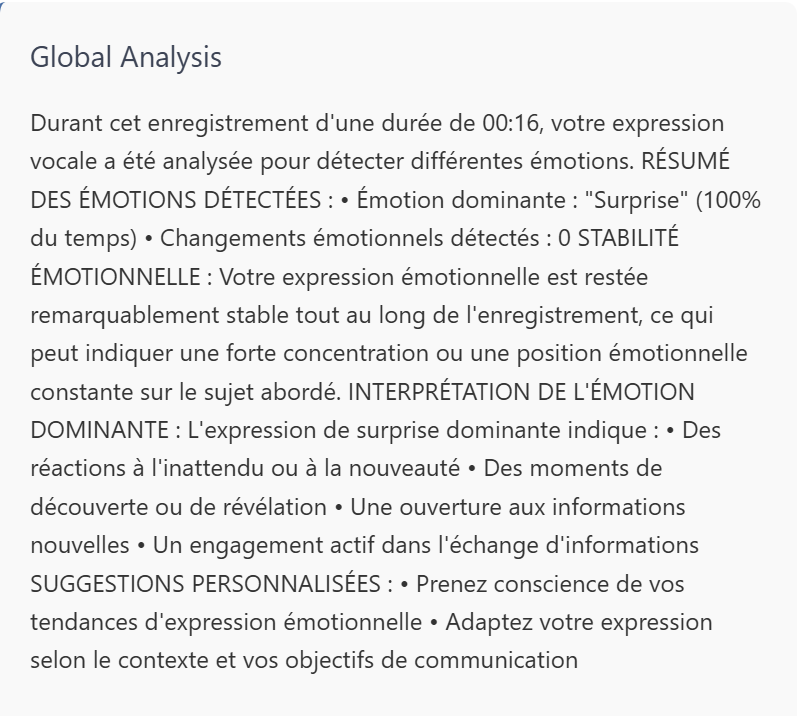 Global Analysis
Durant cet enregistrement d'une durée de 00:16, votre expression
vocale a été analysée pour détecter différentes émotions. RÉSUMÉ
DES ÉMOTIONS DÉTECTÉES : • Émotion dominante : "Surprise" (100%
du temps) • Changements émotionnels détectés : 0 STABILITÉ
ÉMOTIONNELLE : Votre expression émotionnelle est restée
remarquablement stable tout au long de l'enregistrement, ce qui
peut indiquer une forte concentration ou une position émotionnelle
constante sur le sujet abordé. INTERPRÉTATION DE L'ÉMOTION
DOMINANTE : L'expression de surprise dominante indique : • Des
réactions à l'inattendu ou à la nouveauté • Des moments de
découverte ou de révélation • Une ouverture aux informations
nouvelles • Un engagement actif dans l'échange d'informations
SUGGESTIONS PERSONNALISÉES : • Prenez conscience de vos
tendances d'expression émotionnelle • Adaptez votre expression
selon le contexte et vos objectifs de communication